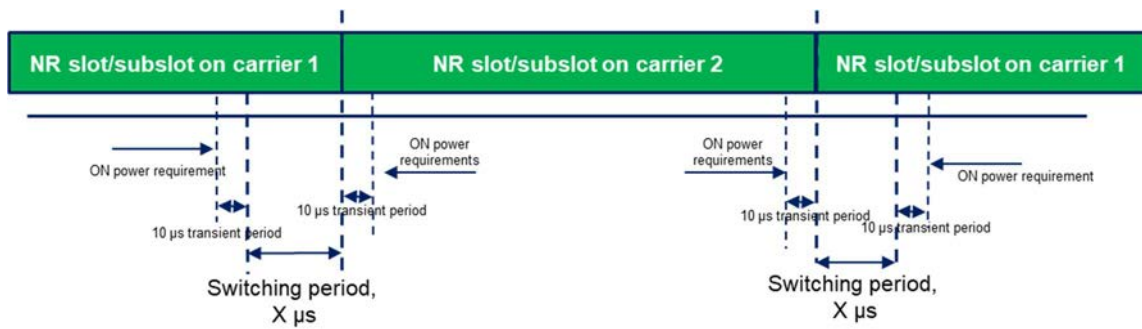 NR slot/subslot on carrier 1
NR slot/subslot on carrier 2
NR slot/subslot on carrier 1
ON power requirement
ON power
requirements
ON power
requirements
ON power requirement
10 µs transient period
10 µs transient period
10 µs transient period
10 µs transient period
Switching period,
X µs
Switching period,
X µs